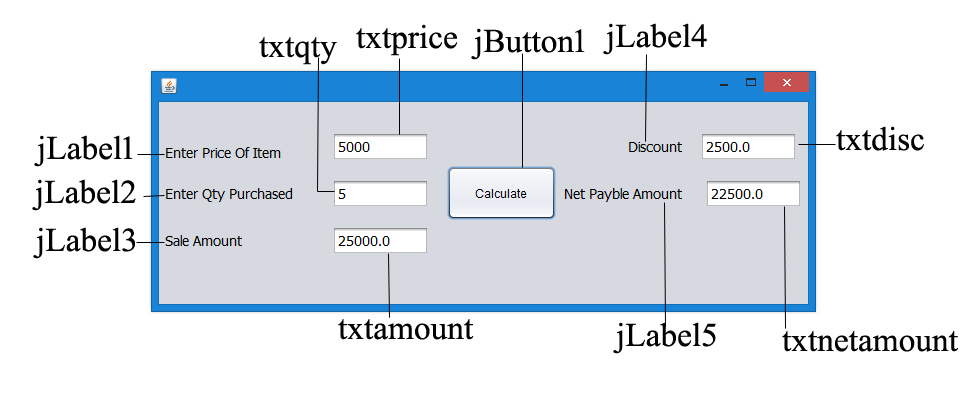 txtqty txtprice jButton1 jLabel4
jLabel1 Enter Price Of Item 5000 Discount 2500.0 txtdisc
jLabel2 Enter Qty Purchased 5 Calculate Net Payble Amount 22500.0
jLabel3 Sale Amount 25000.0
txtamount jLabel5 txtnetamount